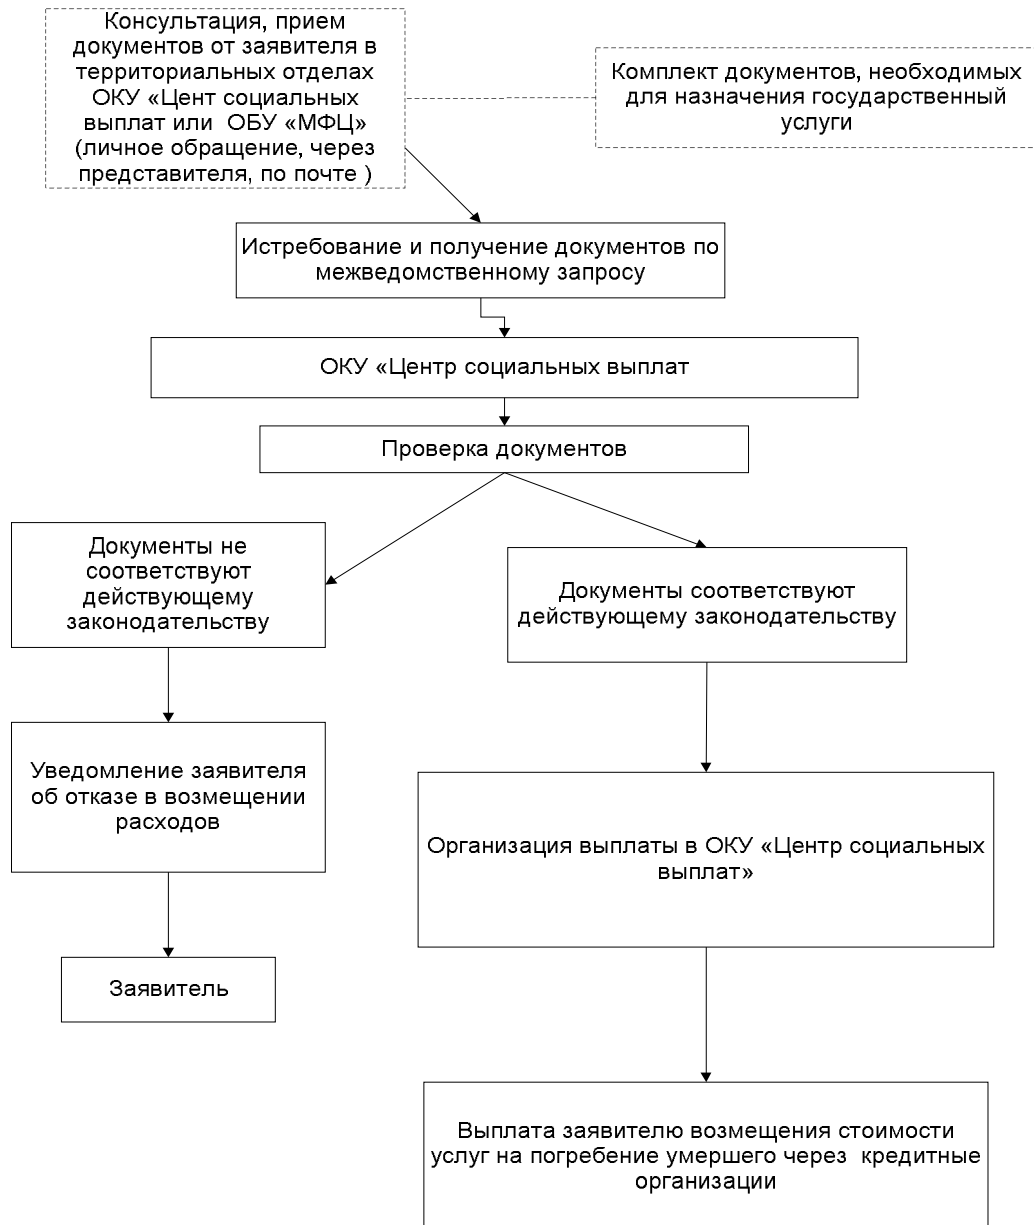 Консультация, прием
документов от заявителя в
территориальных отделах
ОКУ «Цент социальных
выплат или ОБУ «МФЦ»
(личное обращение, через
представителя, по почте )
Комплект документов, необходимых
для назначения государственный
услуги
Истребование и получение документов по
межведомственному запросу
ОКУ «Центр социальных выплат
Проверка документов
Документы не
соответствуют
действующему
законодательству
Документы соответствуют
действующему законодательству
Уведомление заявителя
об отказе в возмещении
расходов
Организация выплаты в ОКУ «Центр социальных
выплат»
Заявитель
Выплата заявителю возмещения стоимости
услуг на погребение умершего через кредитные
организации